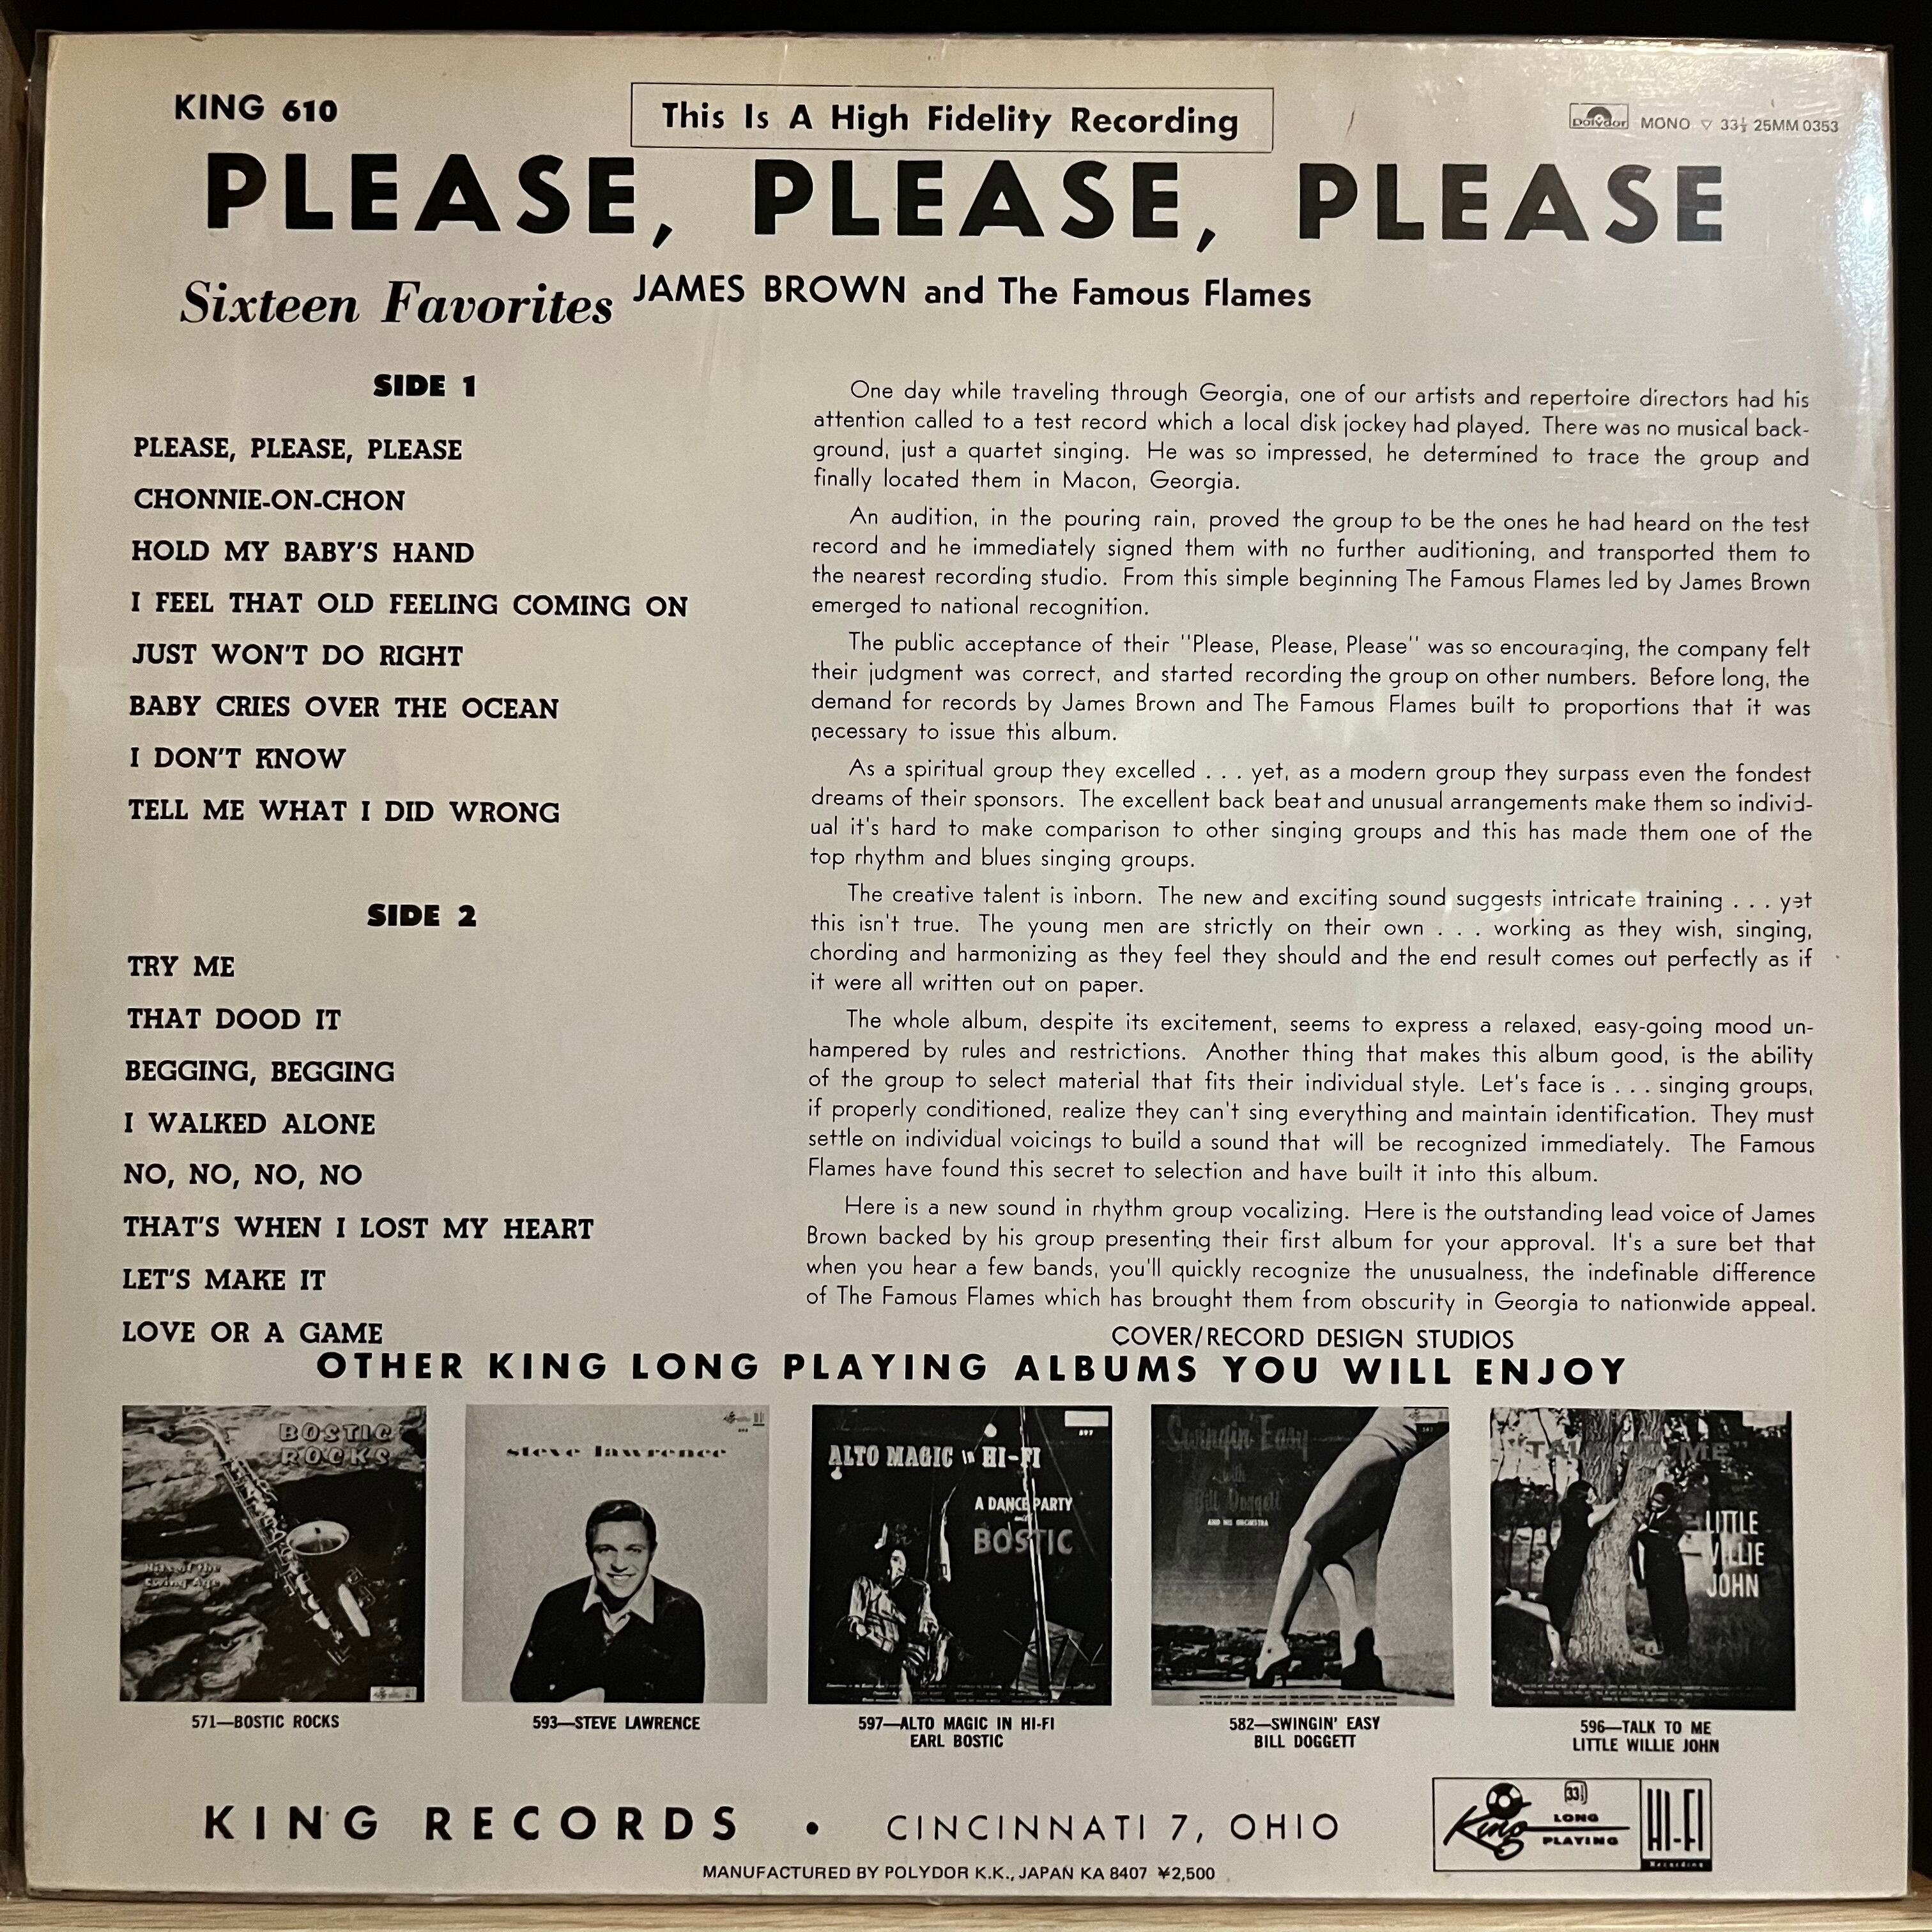 KING 610
This Is A High Fidelity Recording
Polydor MONO ▽ 33⅓ 25MM 0353
PLEASE, PLEASE, PLEASE
Sixteen Favorites JAMES BROWN and The Famous Flames
SIDE 1
PLEASE, PLEASE, PLEASE
CHONNIE-ON-CHON
HOLD MY BABY'S HAND
I FEEL THAT OLD FEELING COMING ON
JUST WON'T DO RIGHT
BABY CRIES OVER THE OCEAN
I DON'T KNOW
TELL ME WHAT I DID WRONG
SIDE 2
TRY ME
THAT DOOD IT
BEGGING, BEGGING
I WALKED ALONE
NO, NO, NO, NO
THAT'S WHEN I LOST MY HEART
LET'S MAKE IT
LOVE OR A GAME
One day while traveling through Georgia, one of our artists and repertoire directors had his
attention called to a test record which a local disk jockey had played. There was no musical back-
ground, just a quartet singing. He was so impressed, he determined to trace the group and
finally located them in Macon, Georgia.
An audition, in the pouring rain, proved the group to be the ones he had heard on the test
record and he immediately signed them with no further auditioning, and transported them to
the nearest recording studio. From this simple beginning The Famous Flames led by James Brown
emerged to national recognition.
The public acceptance of their "Please, Please, Please" was so encouraging, the company felt
their judgment was correct, and started recording the group on other numbers. Before long, the
demand for records by James Brown and The Famous Flames built to proportions that it was
necessary to issue this album.
As a spiritual group they excelled . . . yet, as a modern group they surpass even the fondest
dreams of their sponsors. The excellent back beat and unusual arrangements make them so individ-
ual it's hard to make comparison to other singing groups and this has made them one of the
top rhythm and blues singing groups.
The creative talent is inborn. The new and exciting sound suggests intricate training . . . yet
this isn't true. The young men are strictly on their own . . . working as they wish, singing,
chording and harmonizing as they feel they should and the end result comes out perfectly as if
it were all written out on paper.
The whole album, despite its excitement, seems to express a relaxed, easy-going mood un-
hampered by rules and restrictions. Another thing that makes this album good, is the ability
of the group to select material that fits their individual style. Let's face is . . . singing groups,
if properly conditioned, realize they can't sing everything and maintain identification. They must
settle on individual voicings to build a sound that will be recognized immediately. The Famous
Flames have found this secret to selection and have built it into this album.
Here is a new sound in rhythm group vocalizing. Here is the outstanding lead voice of James
Brown backed by his group presenting their first album for your approval. It's a sure bet that
when you hear a few bands, you'll quickly recognize the unusualness, the indefinable difference
of The Famous Flames which has brought them from obscurity in Georgia to nationwide appeal.
COVER/RECORD DESIGN STUDIOS
OTHER KING LONG PLAYING ALBUMS YOU WILL ENJOY
BOSTIC
ROCKS
Hits of the
Swing Age
steve lawrence
ALTO MAGIC in HI-FI
597
A DANCE PARTY
with
BOSTIC
Swingin' Easy
with
Bill Doggett
AND HIS ORCHESTRA
"TALK TO ME"
LITTLE
WILLIE
JOHN
571—BOSTIC ROCKS
593—STEVE LAWRENCE
597—ALTO MAGIC IN HI-FI
EARL BOSTIC
582—SWINGIN' EASY
BILL DOGGETT
596—TALK TO ME
LITTLE WILLIE JOHN
KING RECORDS • CINCINNATI 7, OHIO
King
33⅓
LONG
PLAYING
HI-FI
Recording
MANUFACTURED BY POLYDOR K.K., JAPAN KA 8407 ¥2,500